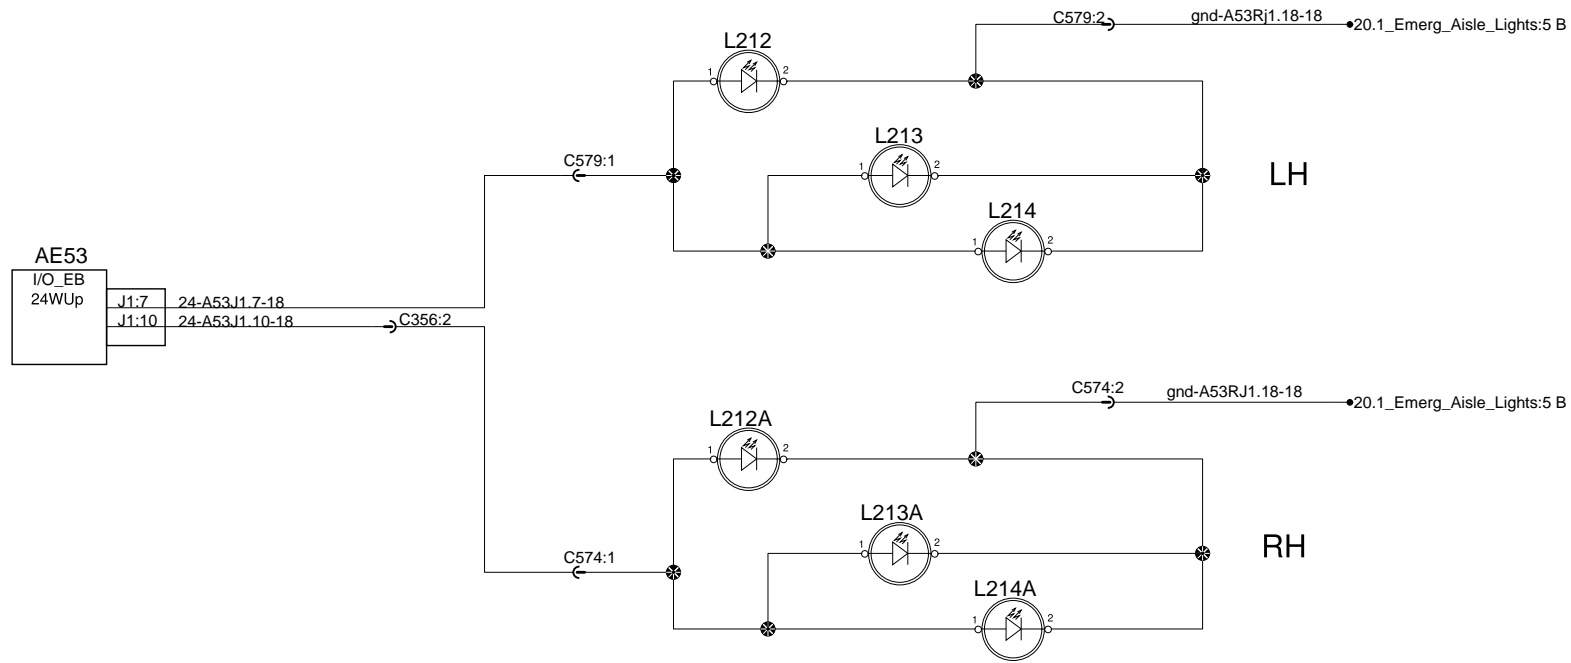 C579:2
gnd-A53Rj1.18-18
20.1_Emerg_Aisle_Lights:5 B
L212
1
2
L213
1
2
C579:1
LH
L214
1
2
AE53
I/O_EB
24WUp
J1:7
24-A53J1.7-18
J1:10
24-A53J1.10-18
C356:2
C574:2
gnd-A53RJ1.18-18
20.1_Emerg_Aisle_Lights:5 B
L212A
1
2
L213A
1
2
RH
C574:1
L214A
1
2